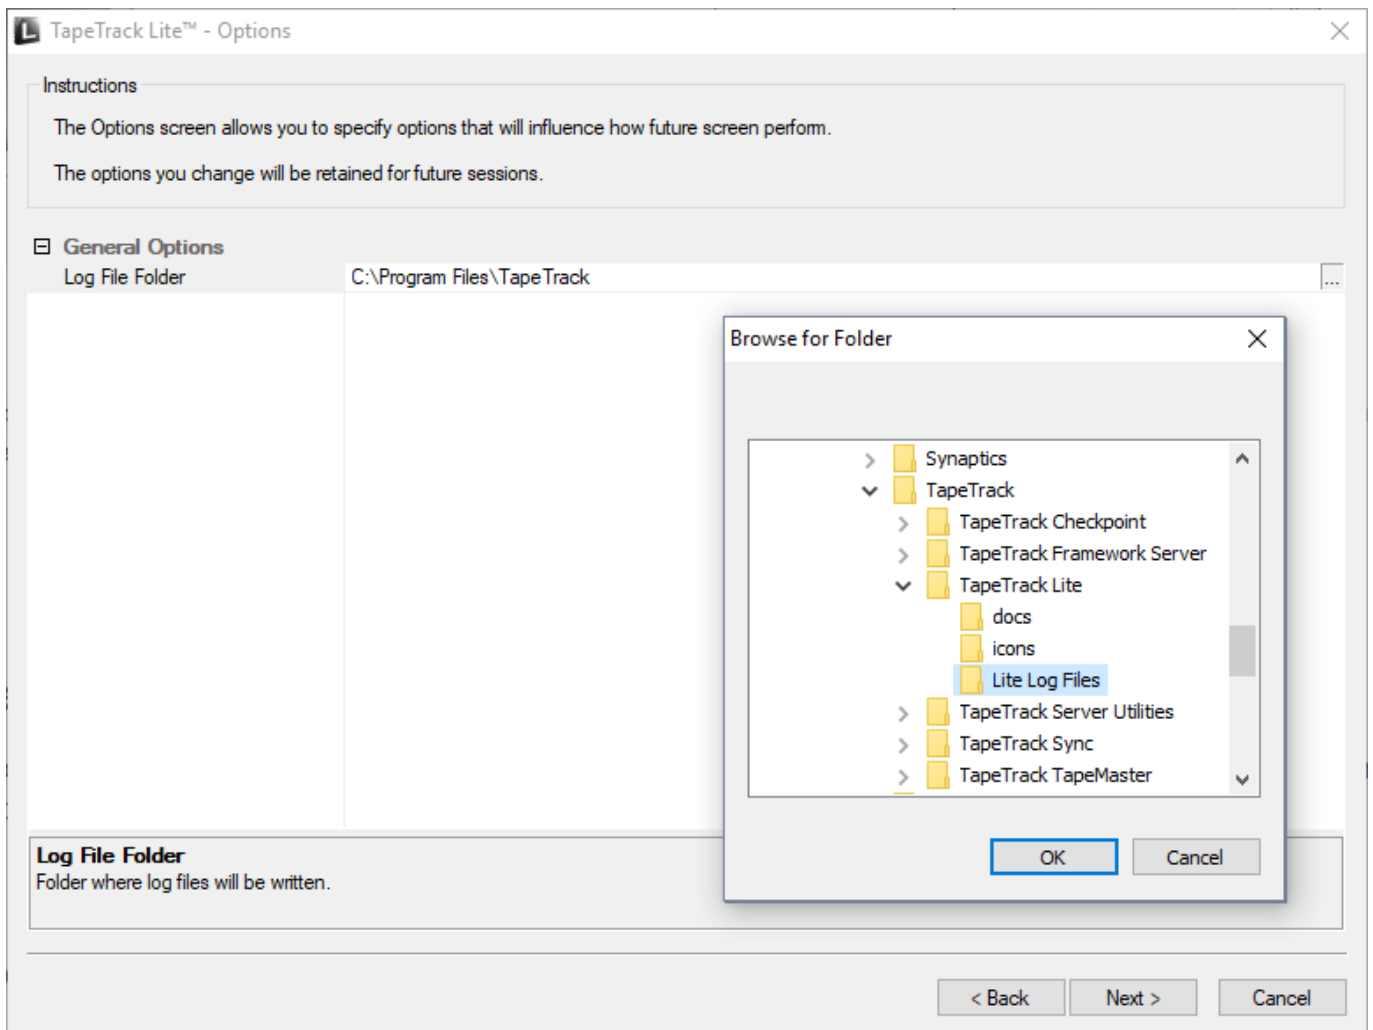 TapeTrack Lite™ - Options
Instructions
The Options screen allows you to specify options that will influence how future screen perform.
The options you change will be retained for future sessions.
General Options
Log File Folder C:\Program Files\TapeTrack ...
Browse for Folder
Synaptics
TapeTrack
TapeTrack Checkpoint
TapeTrack Framework Server
TapeTrack Lite
docs
icons
Lite Log Files
TapeTrack Server Utilities
TapeTrack Sync
TapeTrack TapeMaster
OK Cancel
Log File Folder
Folder where log files will be written.
< Back Next > Cancel